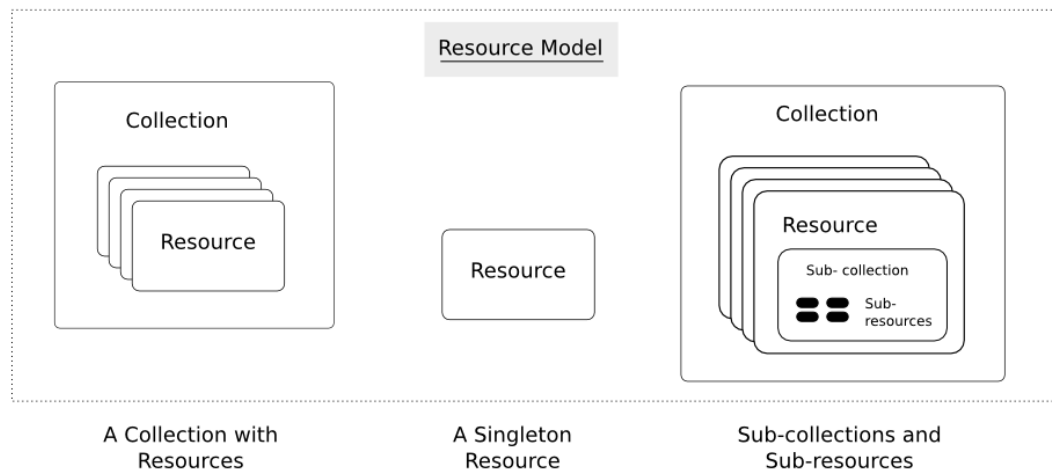 Resource Model
Collection
Resource
Resource
Collection
Resource
Sub- collection
Sub-
resources
A Collection with
Resources
A Singleton
Resource
Sub-collections and
Sub-resources